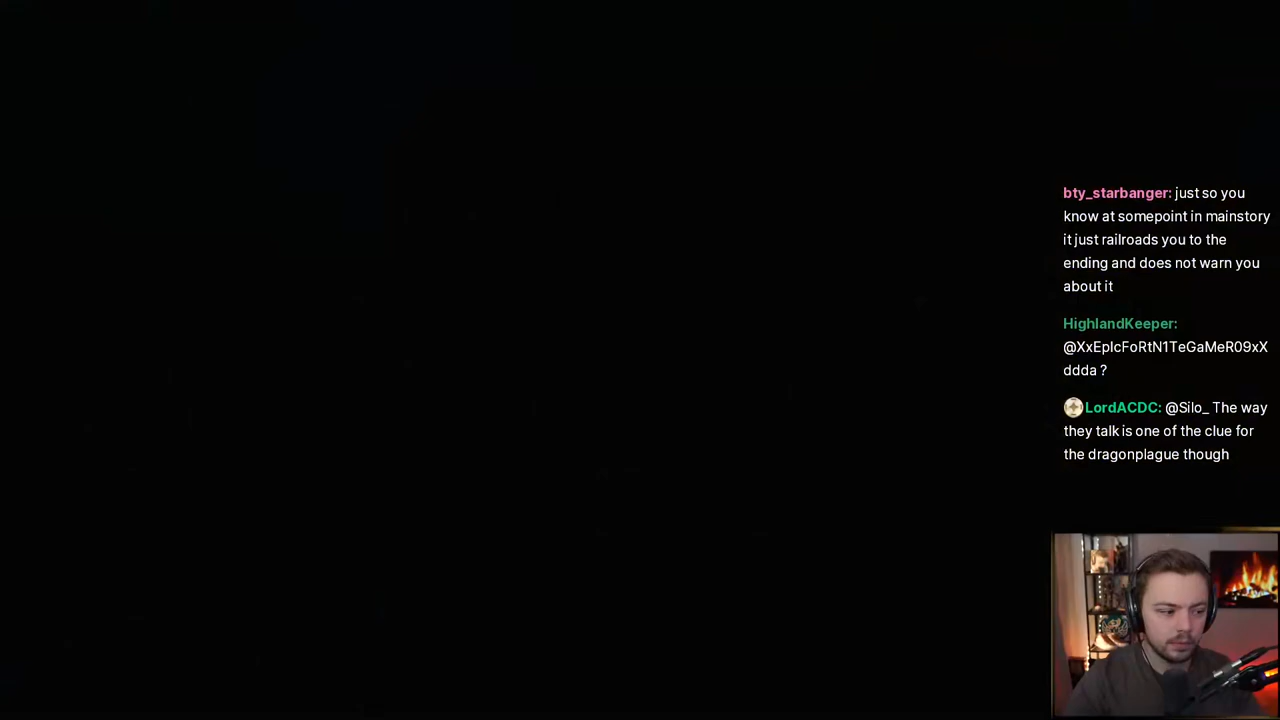 bty_starbanger: just so you
know at somepoint in mainstory
it just railroads you to the
ending and does not warn you
about it
HighlandKeeper:
@XxEpIcFoRtN1TeGaMeR09xX
ddda ?
LordACDC: @Silo_ The way
they talk is one of the clue for
the dragonplague though